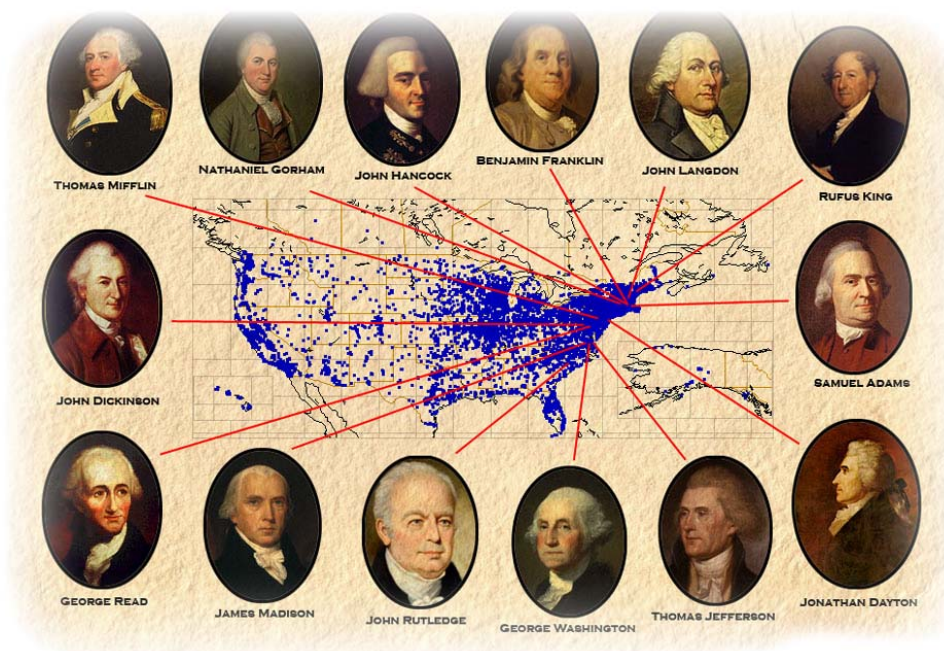 THOMAS MIFFLIN
NATHANIEL GORHAM
JOHN HANCOCK
BENJAMIN FRANKLIN
JOHN LANGDON
RUFUS KING
JOHN DICKINSON
SAMUEL ADAMS
GEORGE READ
JAMES MADISON
JOHN RUTLEDGE
GEORGE WASHINGTON
THOMAS JEFFERSON
JONATHAN DAYTON